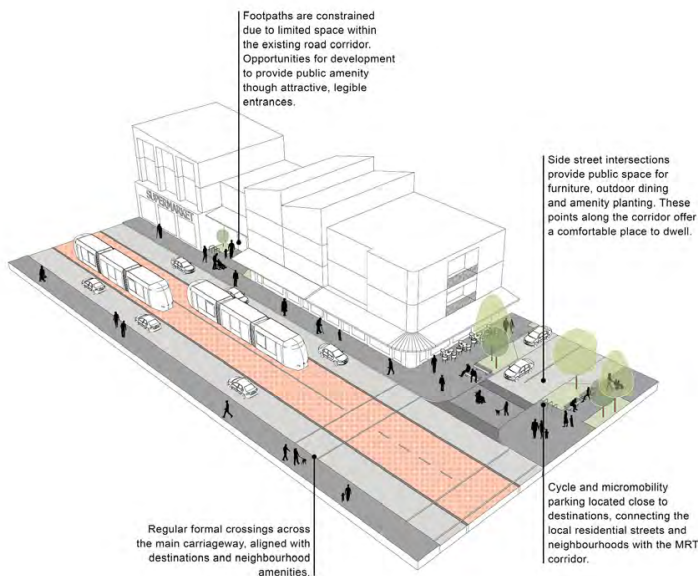 Footpaths are constrained
due to limited space within
the existing road corridor.
Opportunities for development
to provide public amenity
though attractive, legible
entrances.
SUPERMARKET
Side street intersections
provide public space for
furniture, outdoor dining
and amenity planting. These
points along the corridor offer
a comfortable place to dwell.
Regular formal crossings across
the main carriageway, aligned with
destinations and neighbourhood
amenities.
Cycle and micromobility
parking located close to
destinations, connecting the
local residential streets and
neighbourhoods with the MRT
corridor.